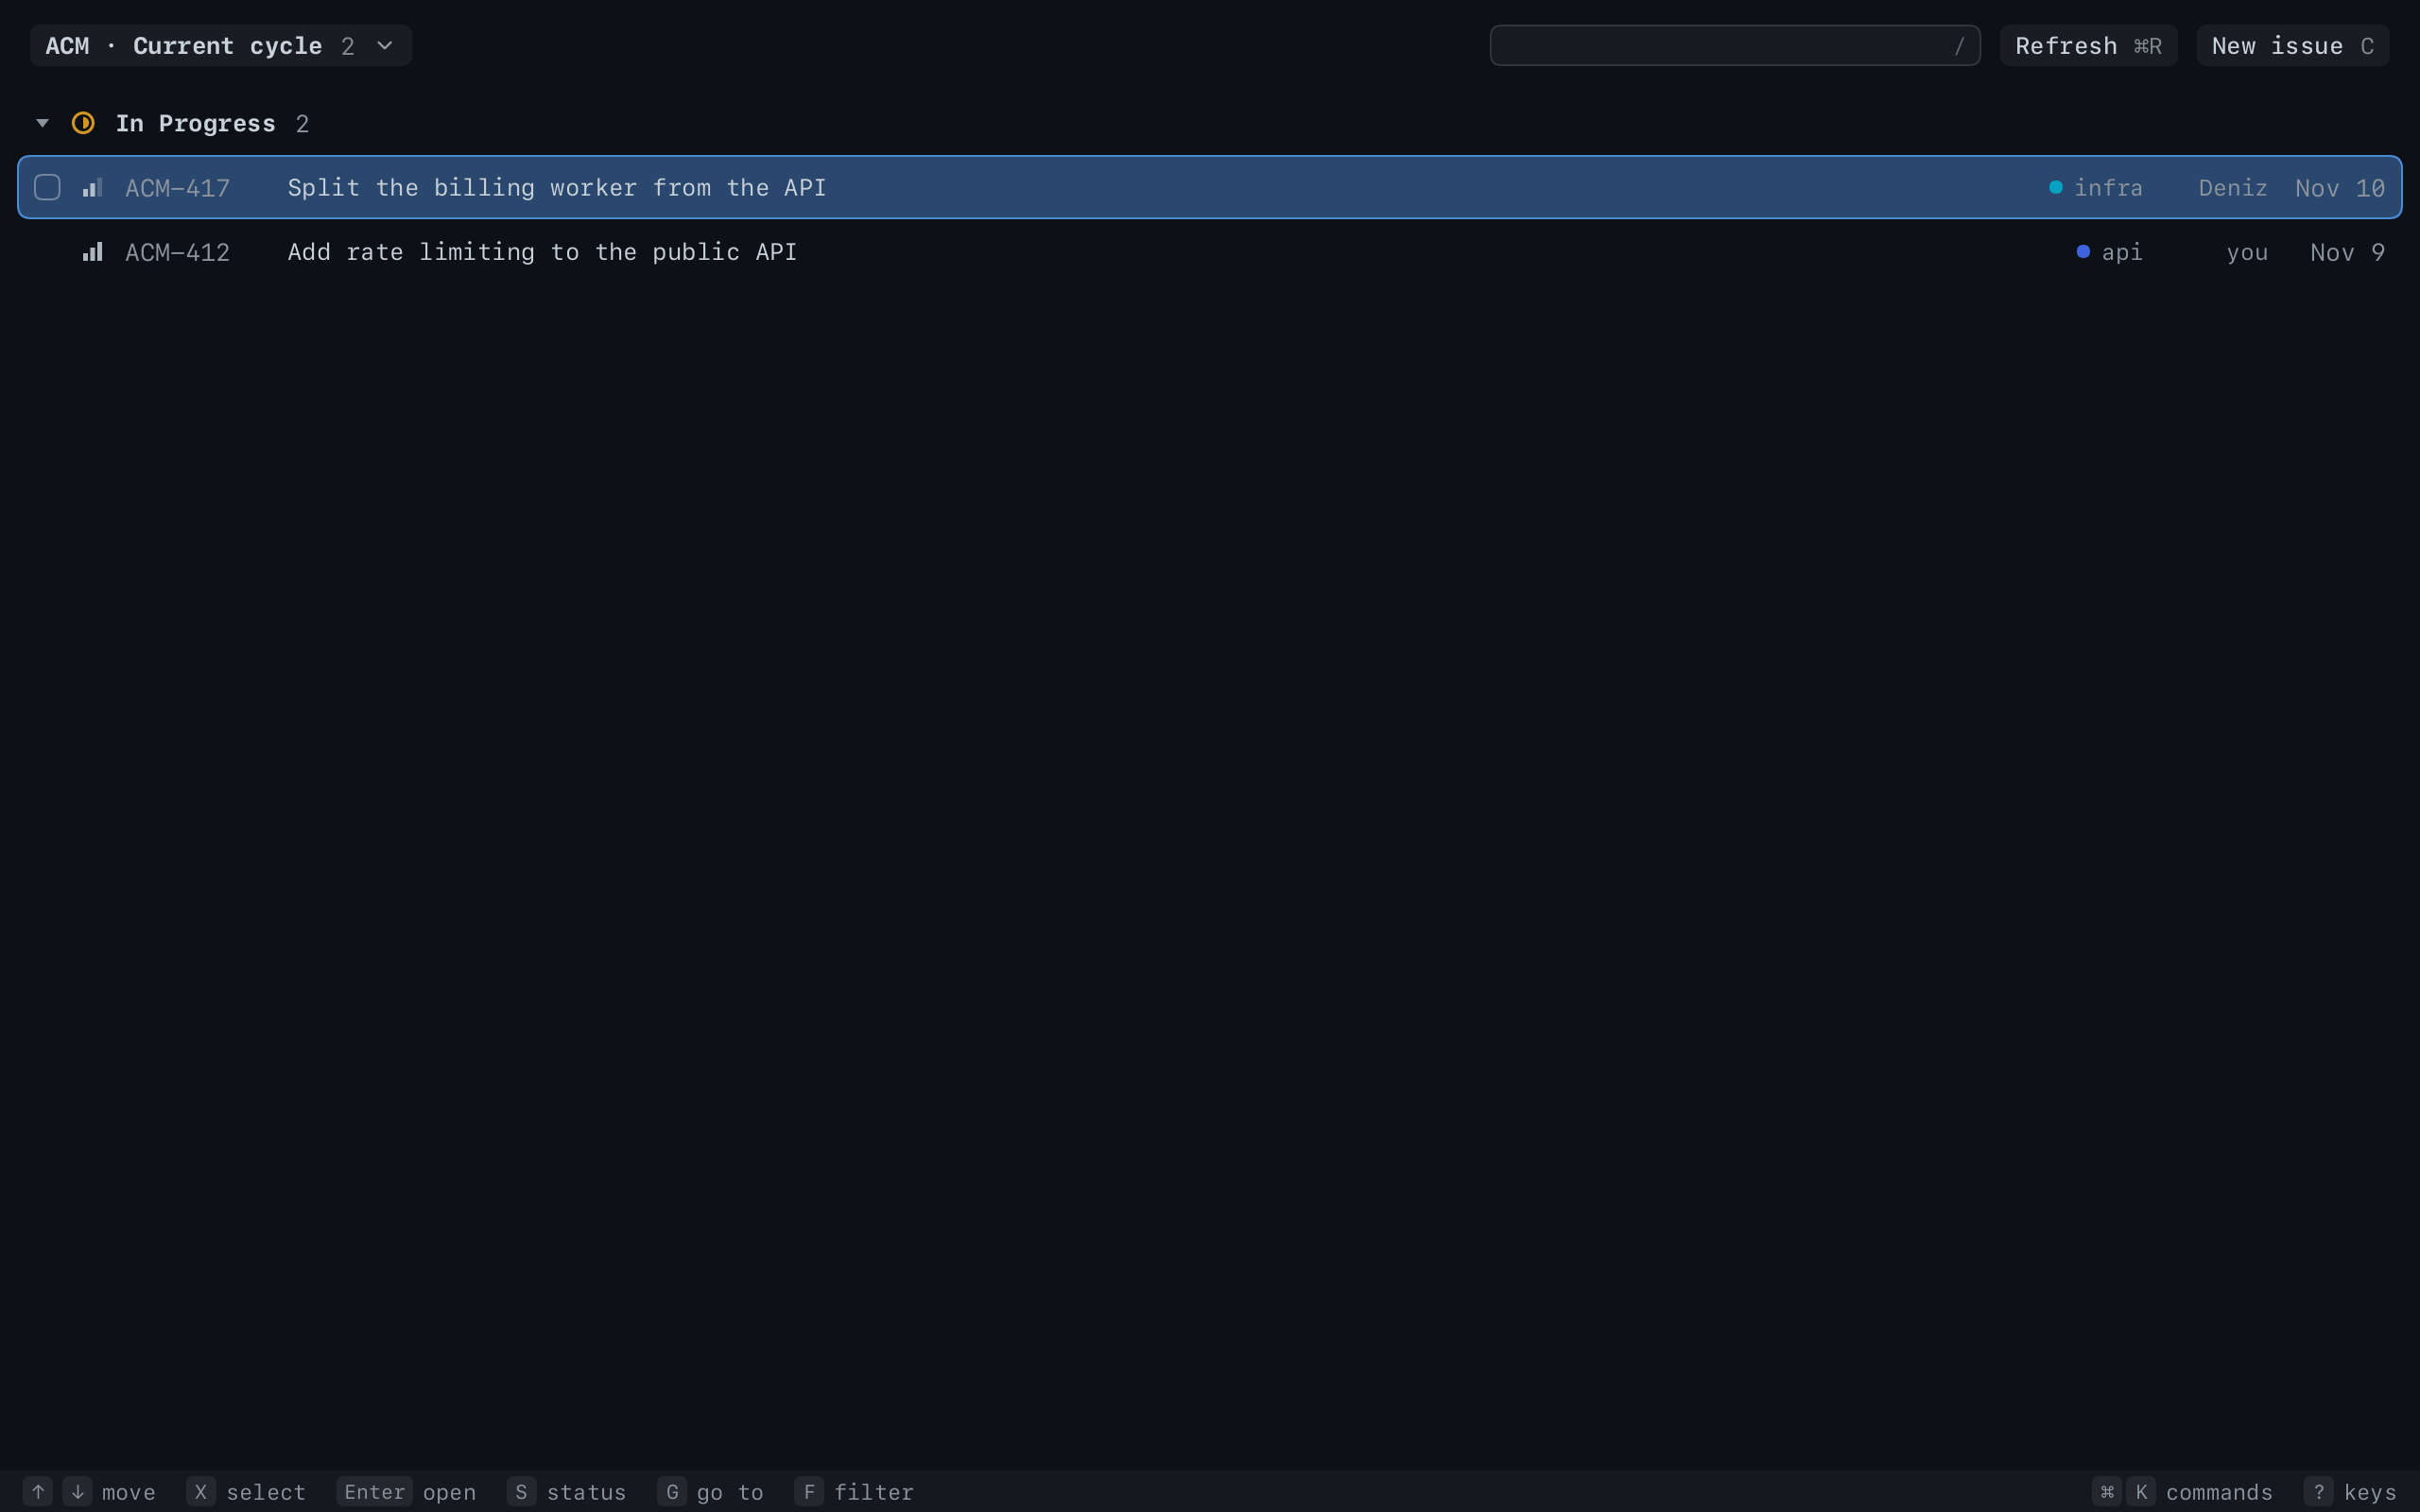 ACM · Current cycle 2
/
Refresh ⌘R
New issue C
In Progress 2
ACM-417 Split the billing worker from the API infra Deniz Nov 10
ACM-412 Add rate limiting to the public API api you Nov 9
↑ ↓ move X select Enter open S status G go to F filter ⌘ K commands ? keys